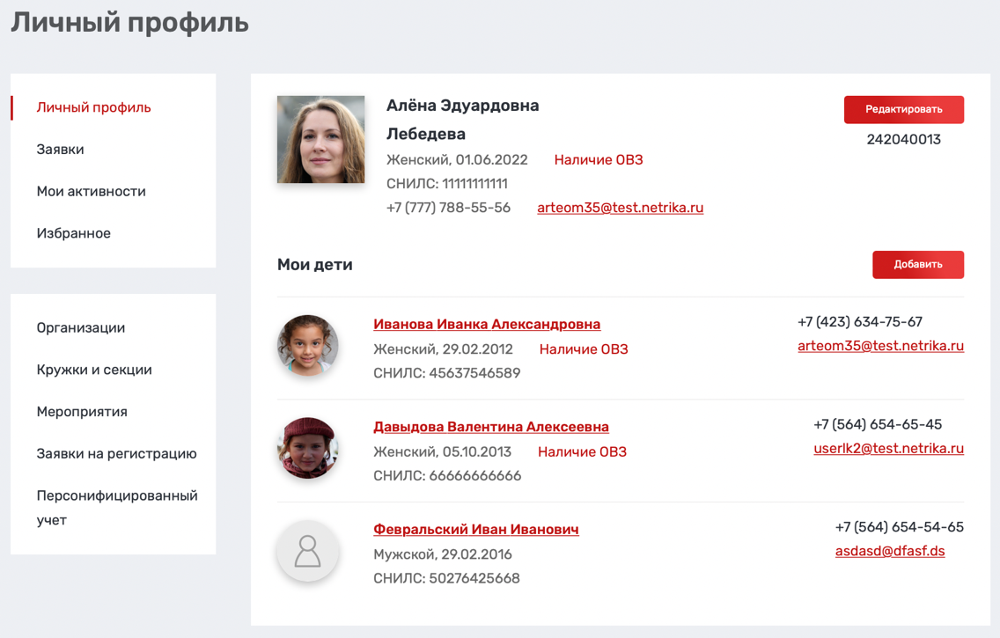 Личный профиль
Личный профиль
Заявки
Мои активности
Избранное
Организации
Кружки и секции
Мероприятия
Заявки на регистрацию
Персонифицированный
учет
Алёна Эдуардовна
Лебедева
Женский, 01.06.2022 Наличие ОВЗ
СНИЛС: 11111111111
+7 (777) 788-55-56 arteom35@test.netrika.ru
Редактировать
242040013
Мои дети
Добавить
Иванова Иванка Александровна
Женский, 29.02.2012 Наличие ОВЗ
СНИЛС: 45637546589
+7 (423) 634-75-67
arteom35@test.netrika.ru
Давыдова Валентина Алексеевна
Женский, 05.10.2013 Наличие ОВЗ
СНИЛС: 66666666666
+7 (564) 654-65-45
userlk2@test.netrika.ru
Февральский Иван Иванович
Мужской, 29.02.2016
СНИЛС: 50276425668
+7 (564) 654-54-65
asdasd@dfasf.ds